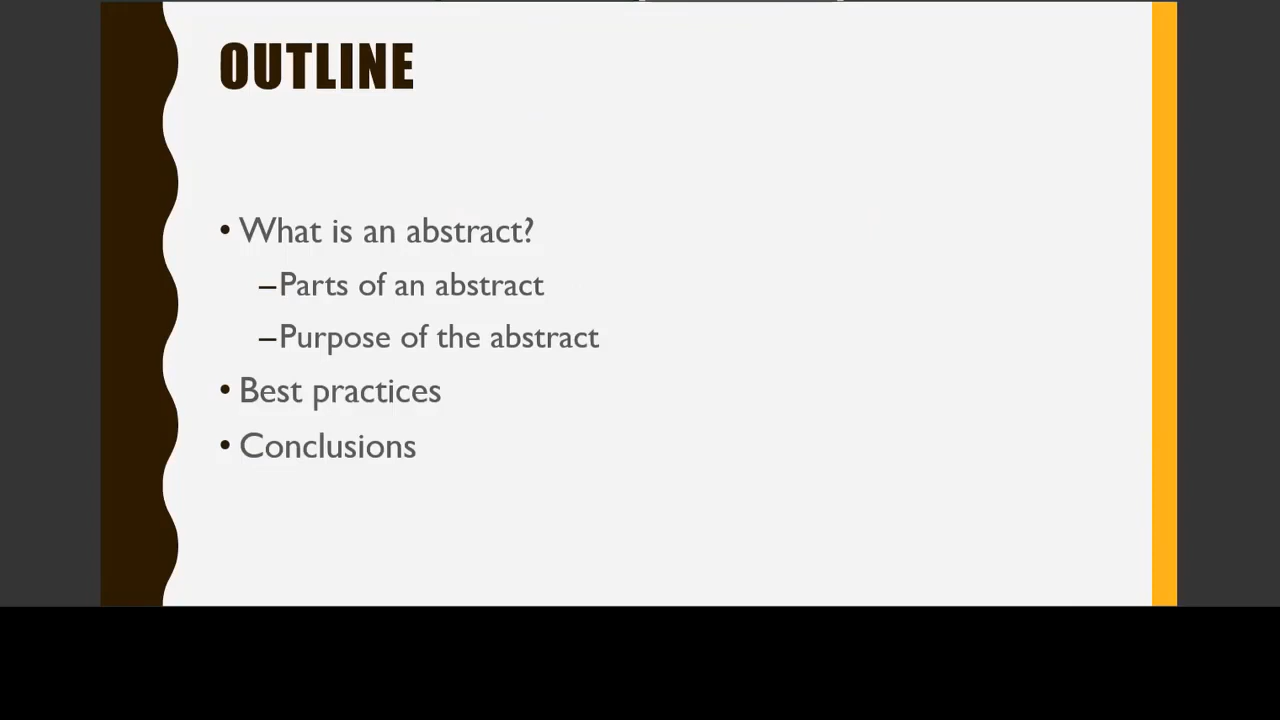 OUTLINE
• What is an abstract?
–Parts of an abstract
–Purpose of the abstract
• Best practices
• Conclusions